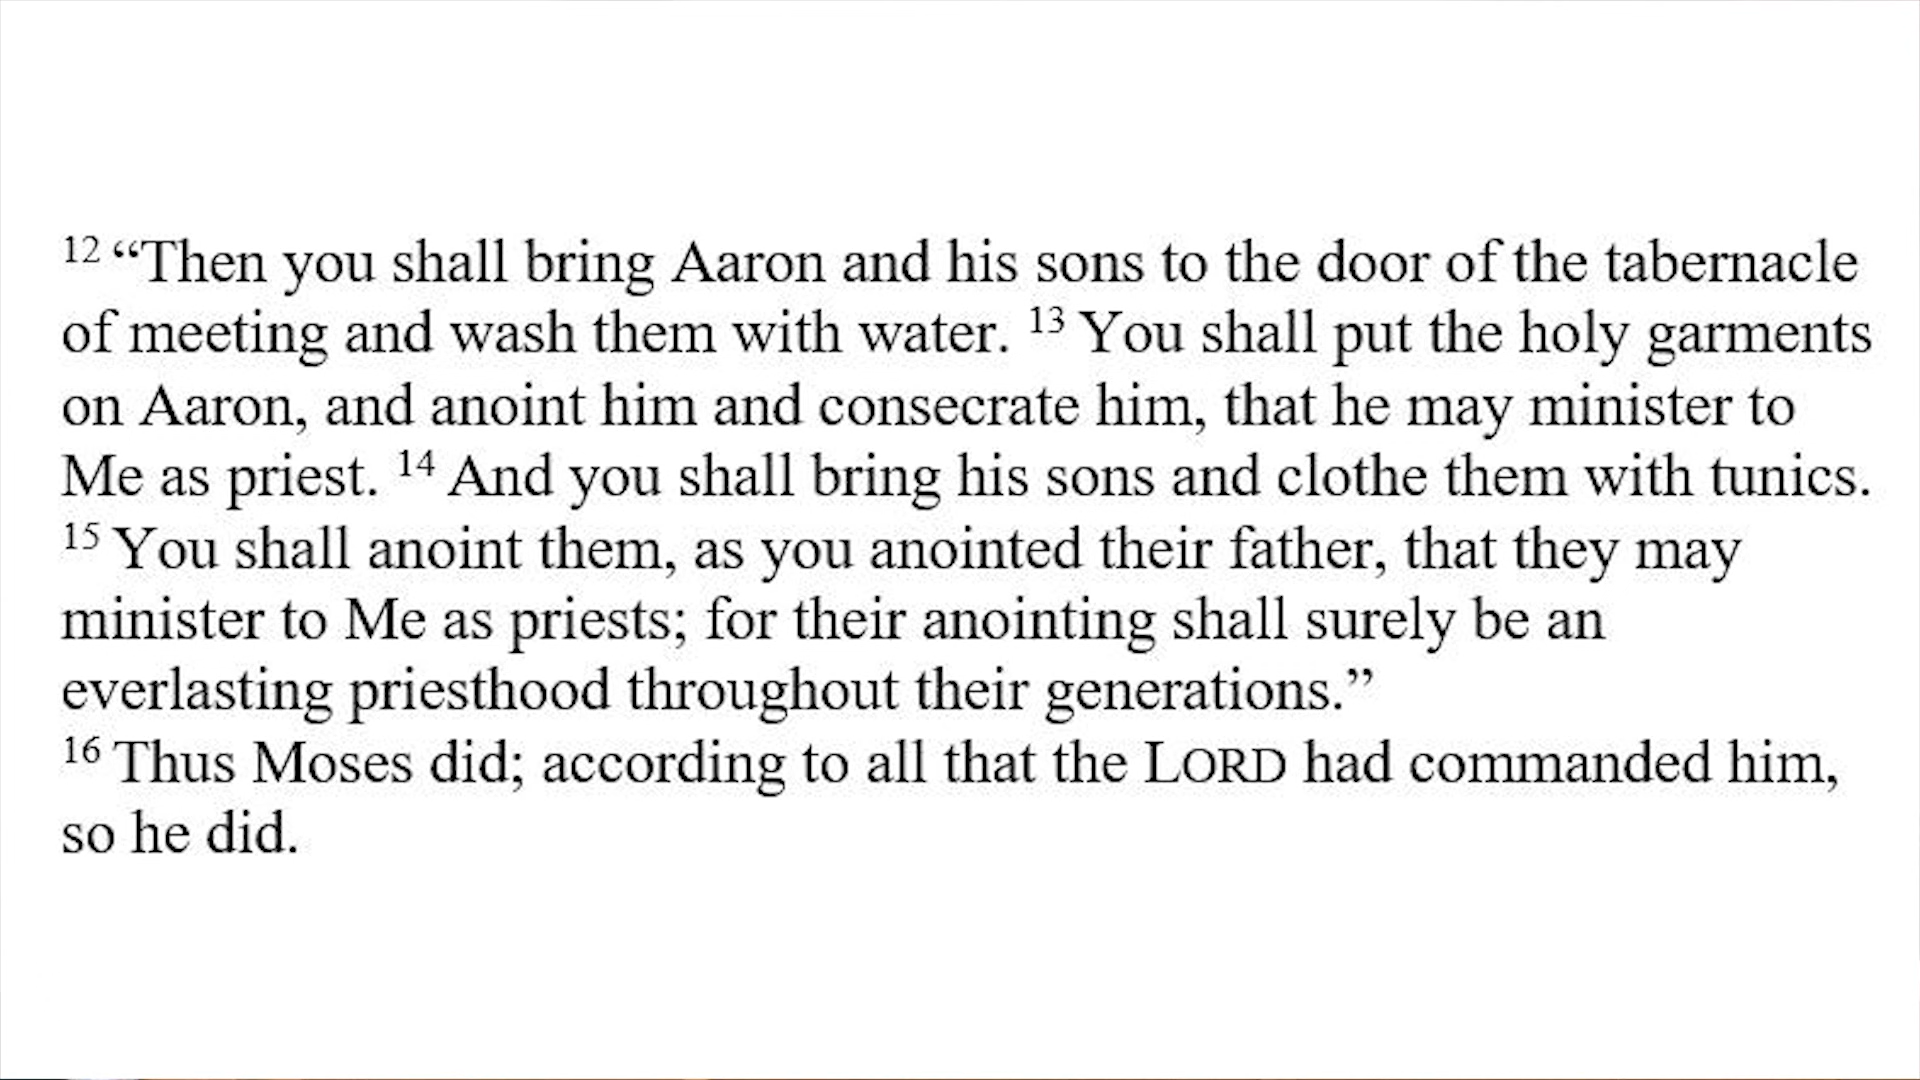 12 “Then you shall bring Aaron and his sons to the door of the tabernacle
of meeting and wash them with water. 13 You shall put the holy garments
on Aaron, and anoint him and consecrate him, that he may minister to
Me as priest. 14 And you shall bring his sons and clothe them with tunics.
15 You shall anoint them, as you anointed their father, that they may
minister to Me as priests; for their anointing shall surely be an
everlasting priesthood throughout their generations.”
16 Thus Moses did; according to all that the LORD had commanded him,
so he did.